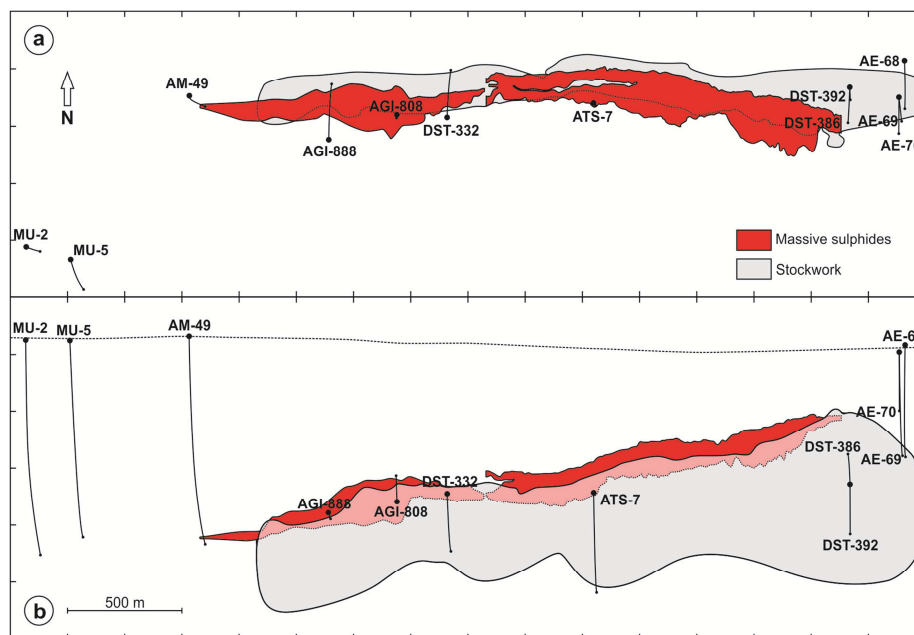 a
N
AM-49
AE-68
AGI-808
DST-392
AGI-888
DST-332
ATS-7
DST-386
AE-69
AE-70
MU-2
MU-5
Massive sulphides
Stockwork
MU-2
MU-5
AM-49
AE-6
AE-70
DST-386
AE-69
DST-332
AGI-888
AGI-808
ATS-7
DST-392
500 m
b